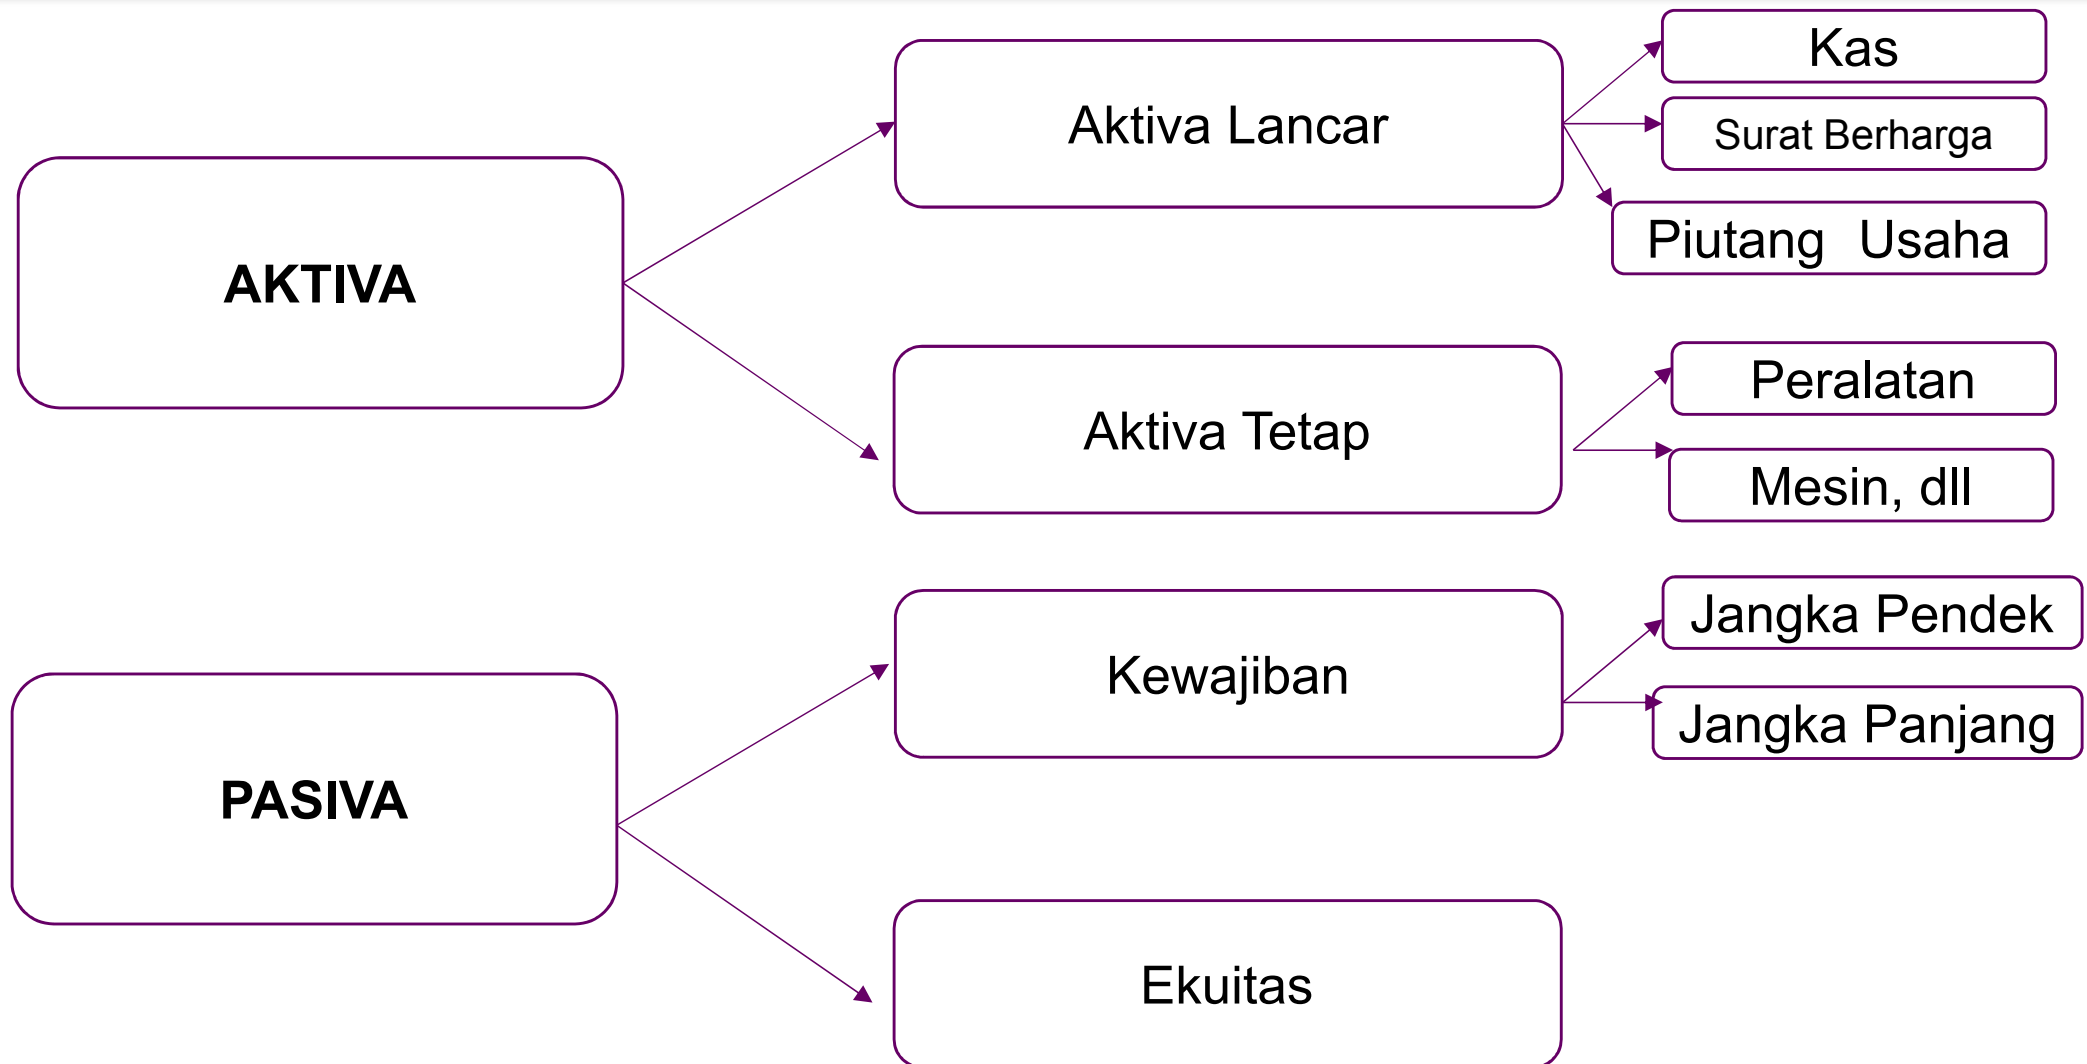 AKTIVA
Aktiva Lancar
Kas
Surat Berharga
Piutang Usaha
Aktiva Tetap
Peralatan
Mesin, dll
PASIVA
Kewajiban
Jangka Pendek
Jangka Panjang
Ekuitas